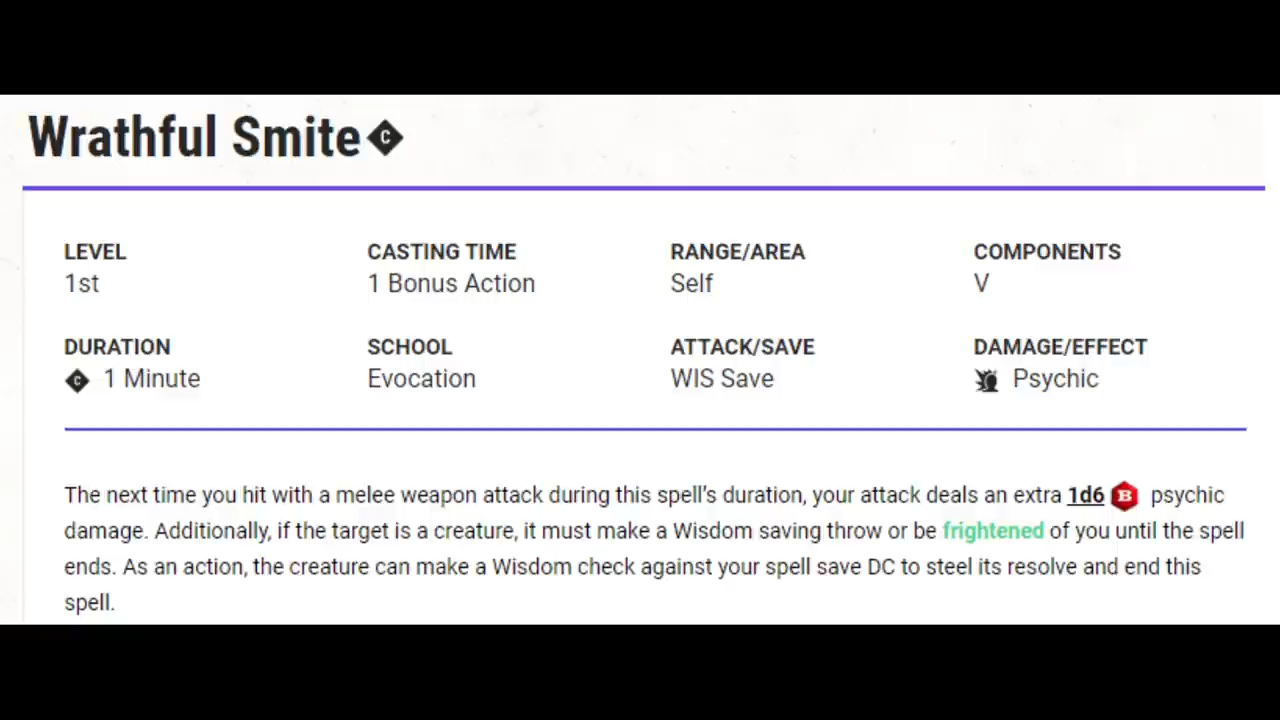 Wrathful Smite C
LEVEL CASTING TIME RANGE/AREA COMPONENTS
1st 1 Bonus Action Self V
DURATION SCHOOL ATTACK/SAVE DAMAGE/EFFECT
C 1 Minute Evocation WIS Save Psychic
The next time you hit with a melee weapon attack during this spell's duration, your attack deals an extra 1d6 B psychic
damage. Additionally, if the target is a creature, it must make a Wisdom saving throw or be frightened of you until the spell
ends. As an action, the creature can make a Wisdom check against your spell save DC to steel its resolve and end this
spell.